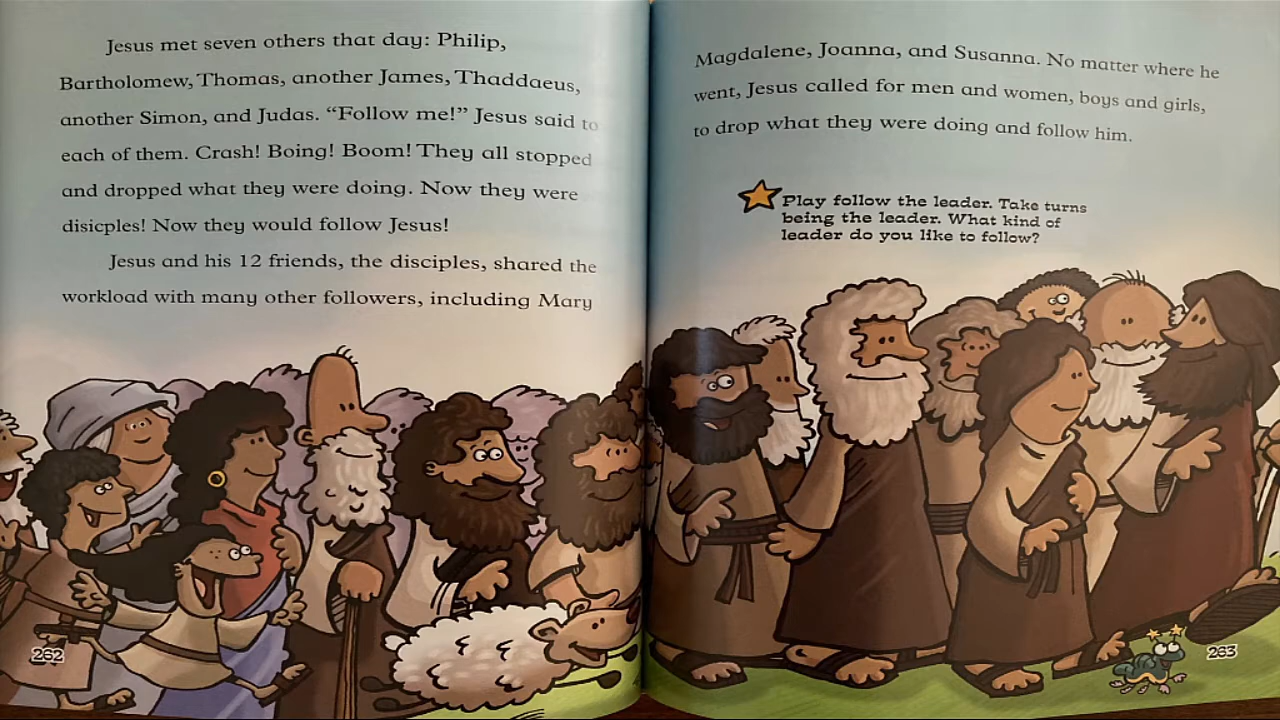 Jesus met seven others that day: Philip,
Bartholomew, Thomas, another James, Thaddaeus,
another Simon, and Judas. “Follow me!” Jesus said to
each of them. Crash! Boing! Boom! They all stopped
and dropped what they were doing. Now they were
disicples! Now they would follow Jesus!
Jesus and his 12 friends, the disciples, shared the
workload with many other followers, including Mary
262
Magdalene, Joanna, and Susanna. No matter where he
went, Jesus called for men and women, boys and girls,
to drop what they were doing and follow him.
Play follow the leader. Take turns
being the leader. What kind of
leader do you like to follow?
263